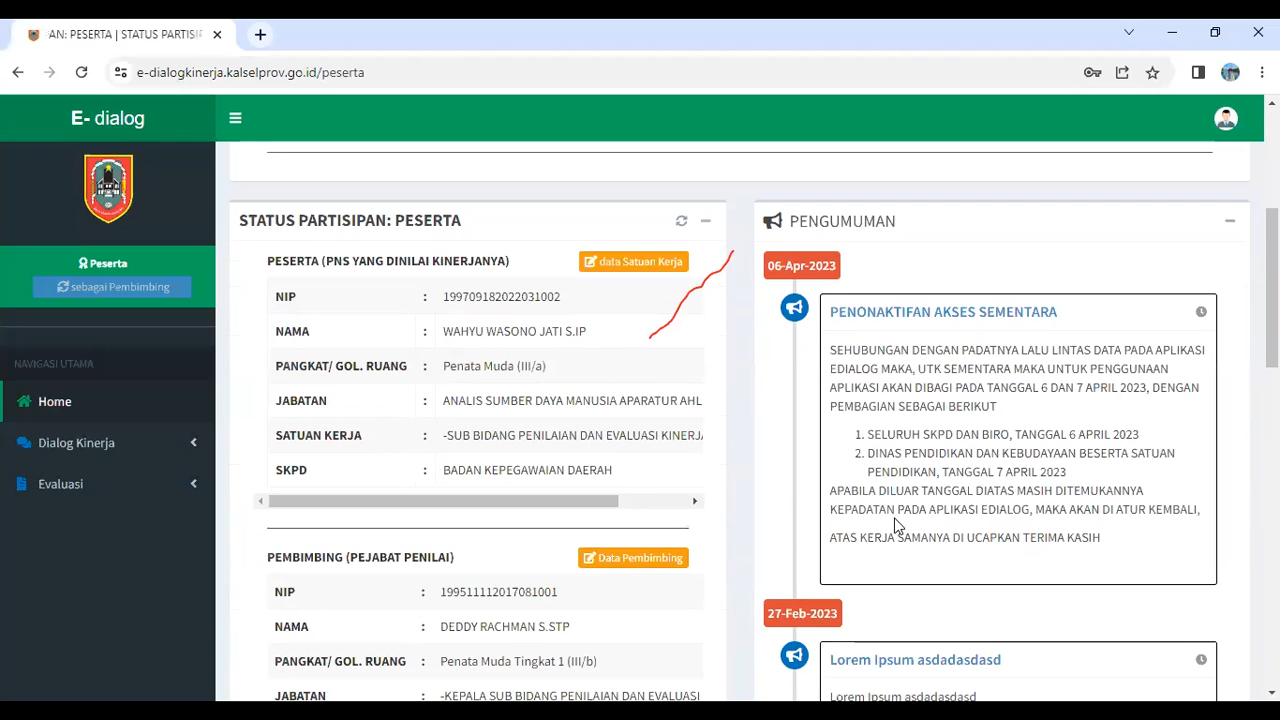 AN: PESERTA | STATUS PARTISIP
e-dialogkinerja.kalselprov.go.id/peserta
E- dialog
Peserta
sebagai Pembimbing
NAVIGASI UTAMA
Home
Dialog Kinerja
Evaluasi
STATUS PARTISIPAN: PESERTA
PESERTA (PNS YANG DINILAI KINERJANYA)
data Satuan Kerja
NIP : 199709182022031002
NAMA : WAHYU WASONO JATI S.IP
PANGKAT/ GOL. RUANG : Penata Muda (III/a)
JABATAN : ANALIS SUMBER DAYA MANUSIA APARATUR AHL
SATUAN KERJA : -SUB BIDANG PENILAIAN DAN EVALUASI KINERJ
SKPD : BADAN KEPEGAWAIAN DAERAH
PEMBIMBING (PEJABAT PENILAI)
Data Pembimbing
NIP : 199511112017081001
NAMA : DEDDY RACHMAN S.STP
PANGKAT/ GOL. RUANG : Penata Muda Tingkat 1 (III/b)
JABATAN : -KEPALA SUB BIDANG PENILAIAN DAN EVALUASI
PENGUMUMAN
06-Apr-2023
PENONAKTIFAN AKSES SEMENTARA
SEHUBUNGAN DENGAN PADATNYA LALU LINTAS DATA PADA APLIKASI
EDIALOG MAKA, UTK SEMENTARA MAKA UNTUK PENGGUNAAN
APLIKASI AKAN DIBAGI PADA TANGGAL 6 DAN 7 APRIL 2023, DENGAN
PEMBAGIAN SEBAGAI BERIKUT
1. SELURUH SKPD DAN BIRO, TANGGAL 6 APRIL 2023
2. DINAS PENDIDIKAN DAN KEBUDAYAAN BESERTA SATUAN
PENDIDIKAN, TANGGAL 7 APRIL 2023
APABILA DILUAR TANGGAL DIATAS MASIH DITEMUKANNYA
KEPADATAN PADA APLIKASI EDIALOG, MAKA AKAN DI ATUR KEMBALI,
ATAS KERJA SAMANYA DI UCAPKAN TERIMA KASIH
27-Feb-2023
Lorem Ipsum asdadasdasd
Lorem Ipsum asdadasdasd